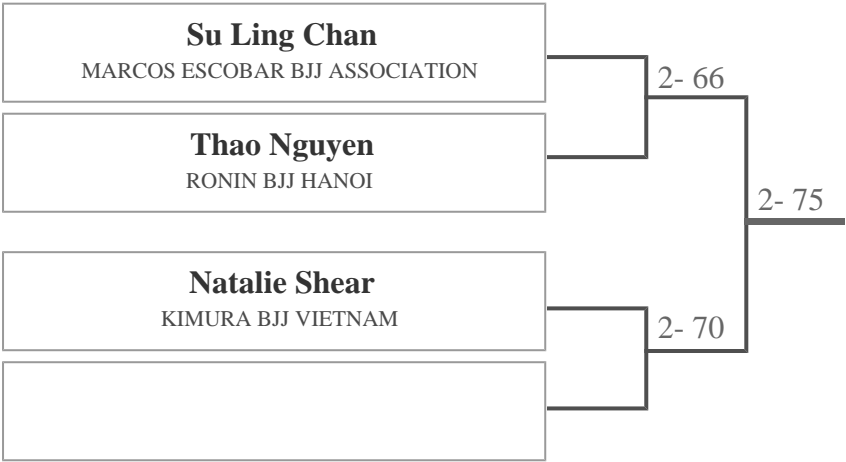 Su Ling Chan
MARCOS ESCOBAR BJJ ASSOCIATION
2- 66
Thao Nguyen
RONIN BJJ HANOI
2- 75
Natalie Shear
KIMURA BJJ VIETNAM
2- 70